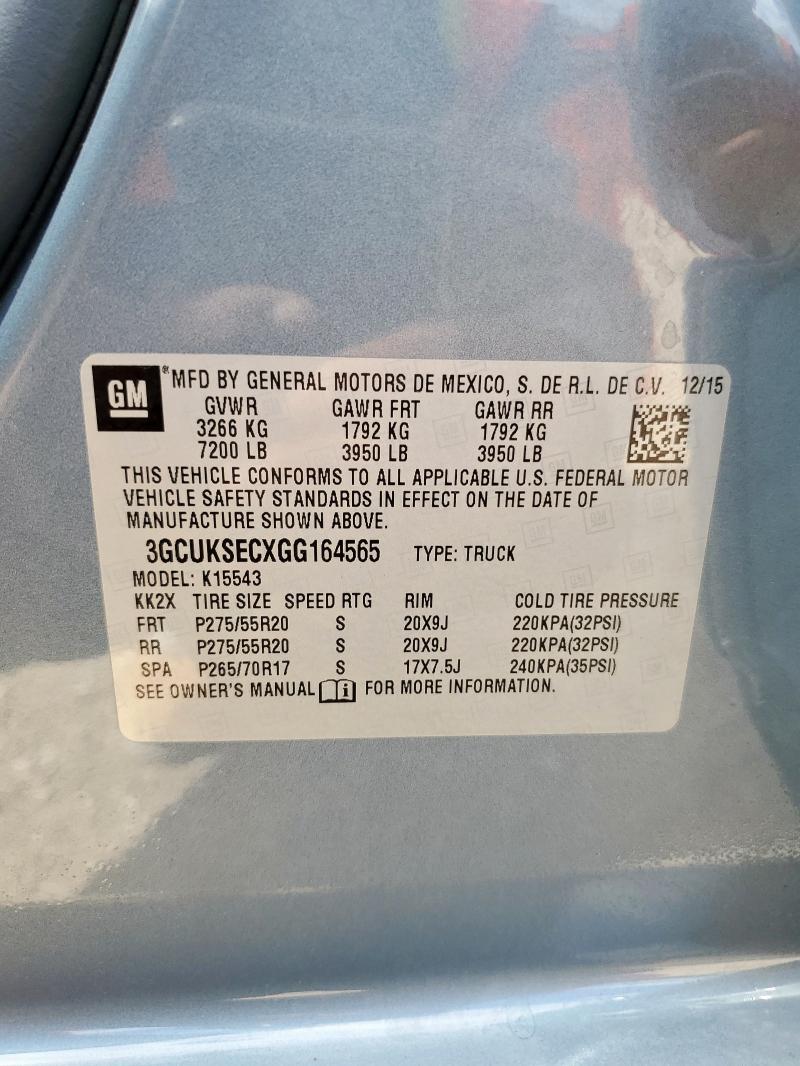 GM ® MFD BY GENERAL MOTORS DE MEXICO, S. DE R.L. DE C.V. 12/15
GVWR GAWR FRT GAWR RR
3266 KG 1792 KG 1792 KG
7200 LB 3950 LB 3950 LB
THIS VEHICLE CONFORMS TO ALL APPLICABLE U.S. FEDERAL MOTOR
VEHICLE SAFETY STANDARDS IN EFFECT ON THE DATE OF
MANUFACTURE SHOWN ABOVE.
3GCUKSECXGG164565 TYPE: TRUCK
MODEL: K15543
KK2X TIRE SIZE SPEED RTG RIM COLD TIRE PRESSURE
FRT P275/55R20 S 20X9J 220KPA(32PSI)
RR P275/55R20 S 20X9J 220KPA(32PSI)
SPA P265/70R17 S 17X7.5J 240KPA(35PSI)
SEE OWNER'S MANUAL i FOR MORE INFORMATION.